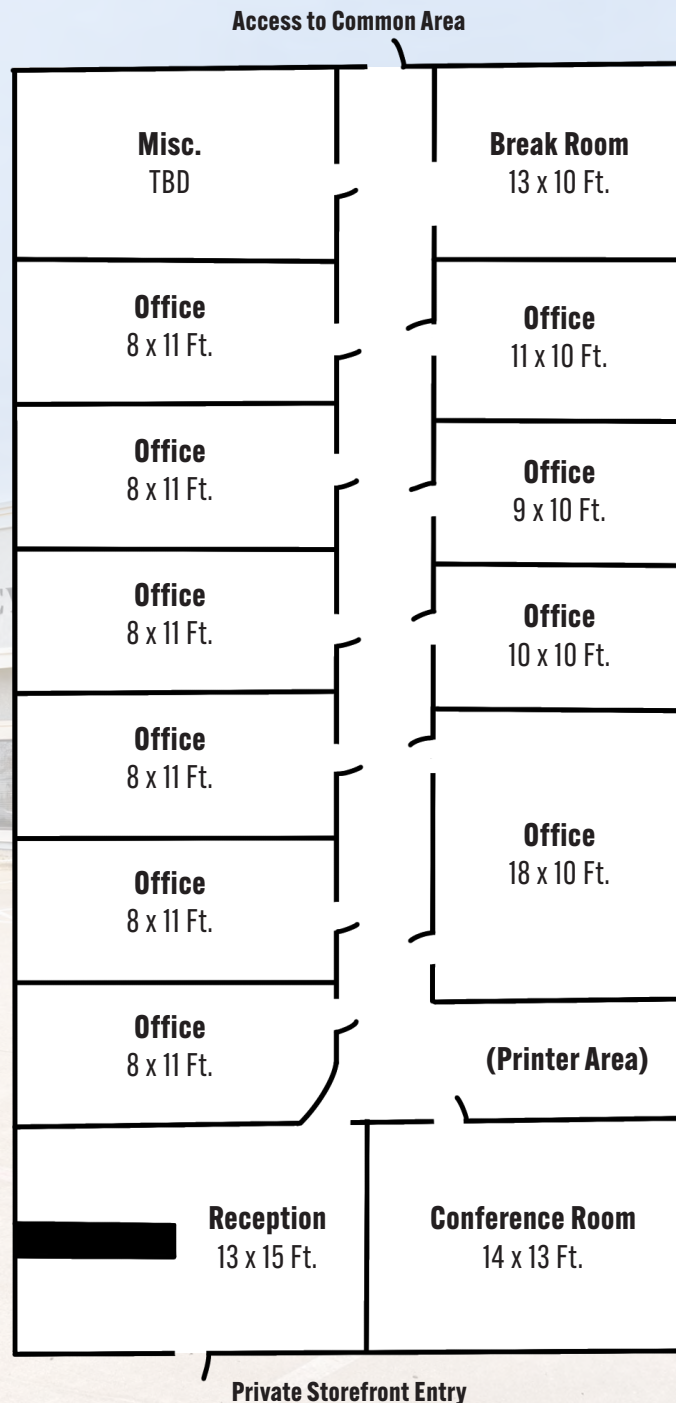 Access to Common Area
Misc.
TBD
Break Room
13 x 10 Ft.
Office
8 x 11 Ft.
Office
11 x 10 Ft.
Office
8 x 11 Ft.
Office
9 x 10 Ft.
Office
8 x 11 Ft.
Office
10 x 10 Ft.
Office
8 x 11 Ft.
Office
18 x 10 Ft.
Office
8 x 11 Ft.
Office
8 x 11 Ft.
(Printer Area)
Reception
13 x 15 Ft.
Conference Room
14 x 13 Ft.
Private Storefront Entry